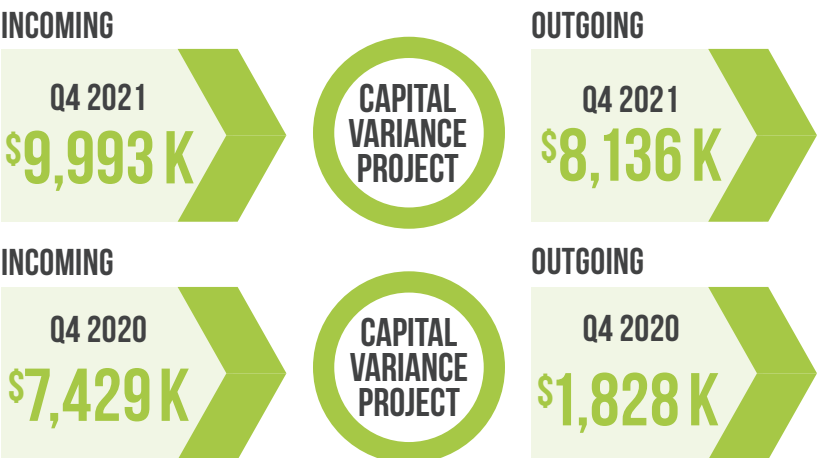 INCOMING
Q4 2021
$9,993 K
CAPITAL
VARIANCE
PROJECT
OUTGOING
Q4 2021
$8,136 K
INCOMING
Q4 2020
$7,429 K
CAPITAL
VARIANCE
PROJECT
OUTGOING
Q4 2020
$1,828 K